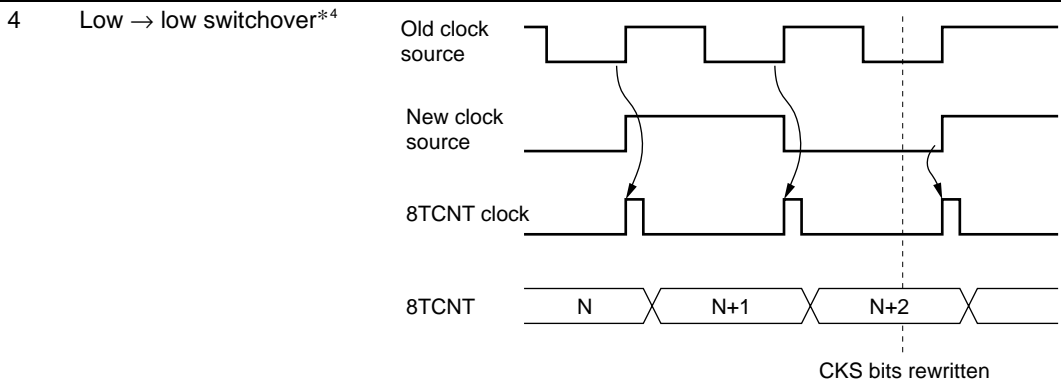 4 Low → low switchover*4
Old clock
source
New clock
source
8TCNT clock
8TCNT N N+1 N+2
CKS bits rewritten